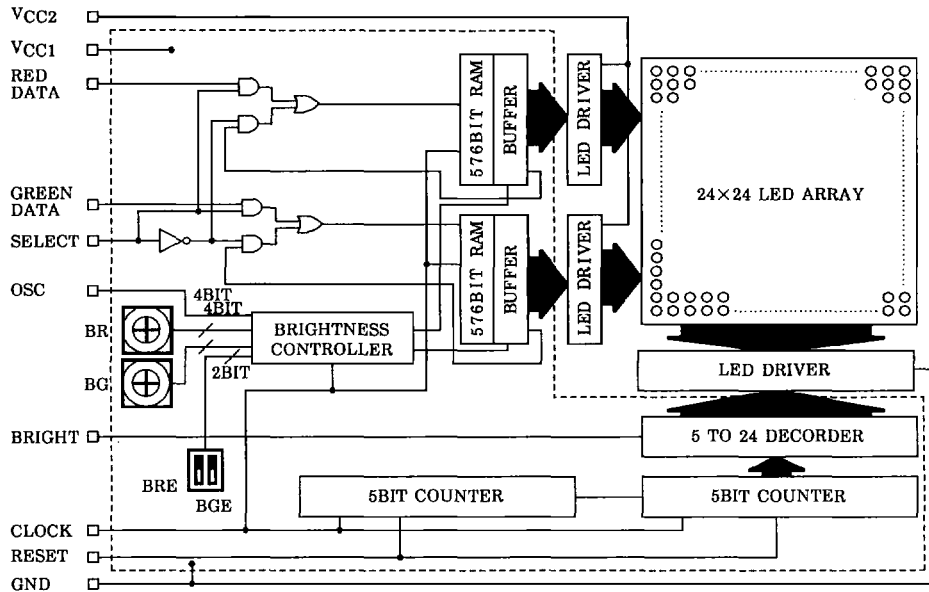 VCC2
VCC1
RED
DATA
GREEN
DATA
SELECT
OSC
4BIT
4BIT
BR
BG
2BIT
BRIGHTNESS
CONTROLLER
576BIT RAM
BUFFER
LED DRIVER
576BIT RAM
BUFFER
LED DRIVER
24×24 LED ARRAY
LED DRIVER
BRIGHT
5 TO 24 DECORDER
BRE
BGE
5BIT COUNTER
5BIT COUNTER
CLOCK
RESET
GND